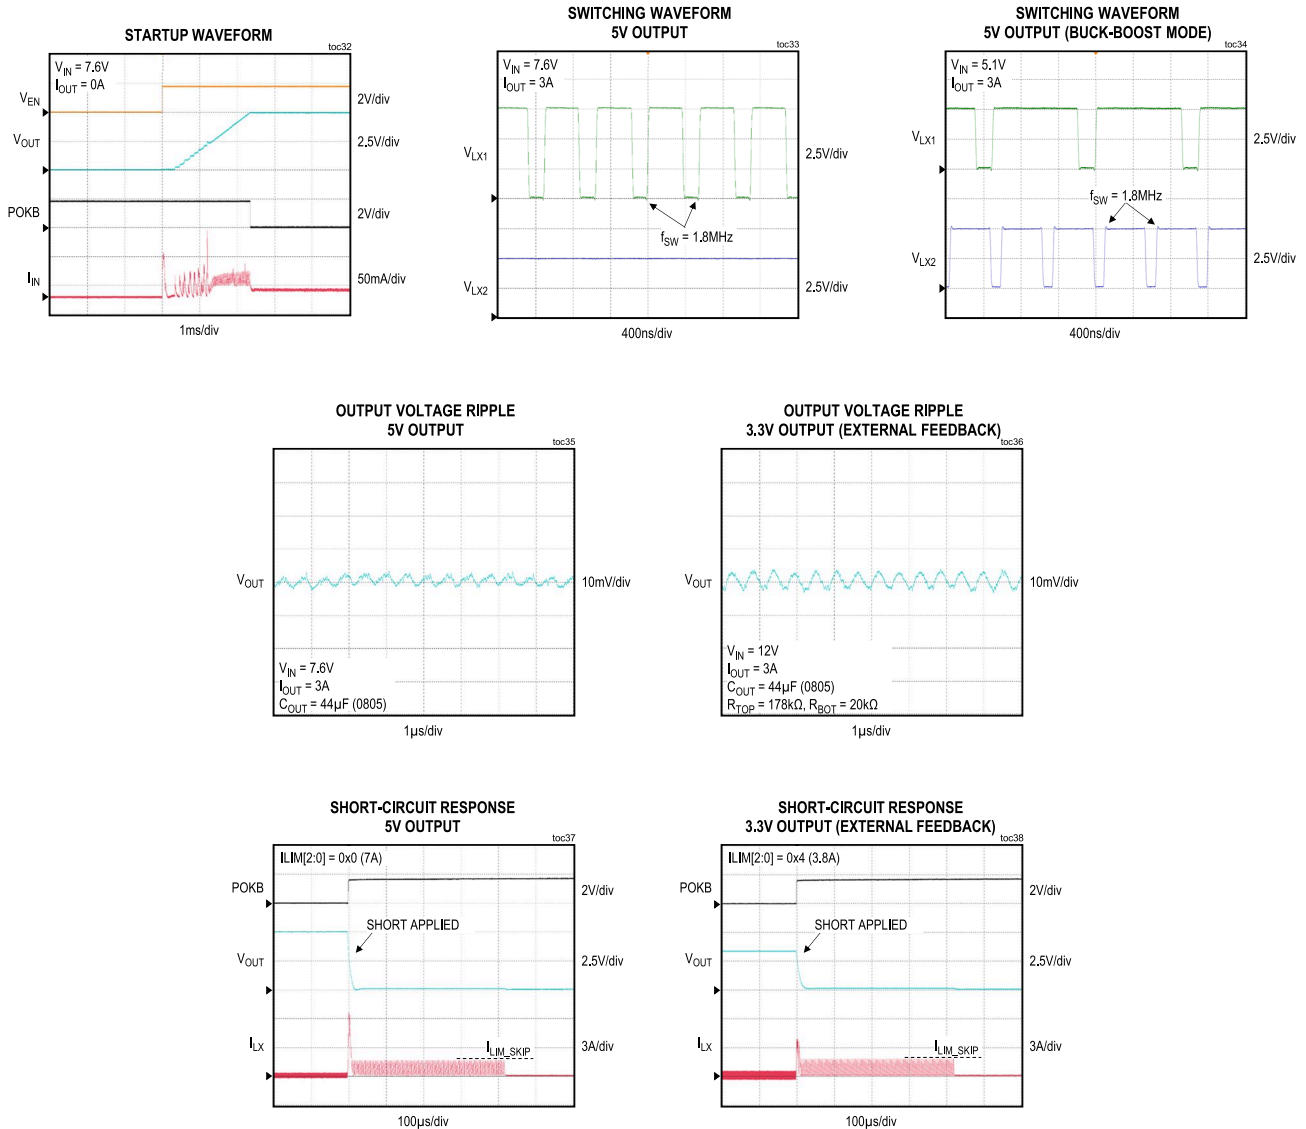 STARTUP WAVEFORM
toc32
VIN = 7.6V
IOUT = 0A
VEN
2V/div
VOUT
2.5V/div
POKB
2V/div
IIN
50mA/div
1ms/div
SWITCHING WAVEFORM
5V OUTPUT
toc33
VIN = 7.6V
IOUT = 3A
VLX1
2.5V/div
fSW = 1.8MHz
VLX2
2.5V/div
400ns/div
SWITCHING WAVEFORM
5V OUTPUT (BUCK-BOOST MODE)
toc34
VIN = 5.1V
IOUT = 3A
VLX1
2.5V/div
fSW = 1.8MHz
VLX2
2.5V/div
400ns/div
OUTPUT VOLTAGE RIPPLE
5V OUTPUT
toc35
VOUT
10mV/div
VIN = 7.6V
IOUT = 3A
COUT = 44µF (0805)
1µs/div
OUTPUT VOLTAGE RIPPLE
3.3V OUTPUT (EXTERNAL FEEDBACK)
toc36
VOUT
10mV/div
VIN = 12V
IOUT = 3A
COUT = 44µF (0805)
RTOP = 178kΩ, RBOT = 20kΩ
1µs/div
SHORT-CIRCUIT RESPONSE
5V OUTPUT
toc37
ILIM[2:0] = 0x0 (7A)
POKB
2V/div
SHORT APPLIED
VOUT
2.5V/div
ILX
ILIM_SKIP
3A/div
100µs/div
SHORT-CIRCUIT RESPONSE
3.3V OUTPUT (EXTERNAL FEEDBACK)
toc38
ILIM[2:0] = 0x4 (3.8A)
POKB
2V/div
SHORT APPLIED
VOUT
2.5V/div
ILX
ILIM_SKIP
3A/div
100µs/div